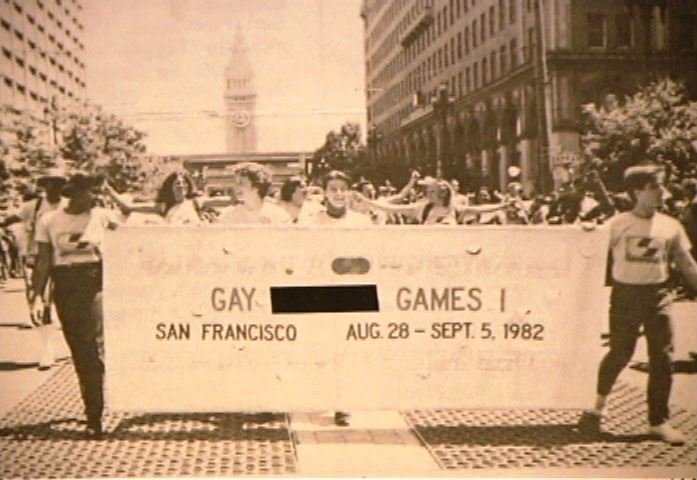 GAY GAMES I
SAN FRANCISCO AUG. 28 - SEPT. 5, 1982